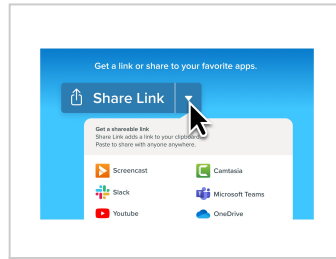 Get a link or share to your favorite apps.
Share Link
Get a shareable link
Share Link adds a link to your clipboard.
Paste to share with anyone anywhere.
Screencast
Camtasia
Slack
Microsoft Teams
Youtube
OneDrive